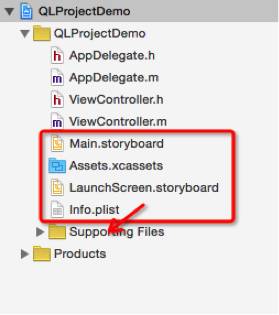 QLProjectDemo
QLProjectDemo
h AppDelegate.h
m AppDelegate.m
h ViewController.h
m ViewController.m
Main.storyboard
Assets.xcassets
LaunchScreen.storyboard
Info.plist
Supporting Files
Products